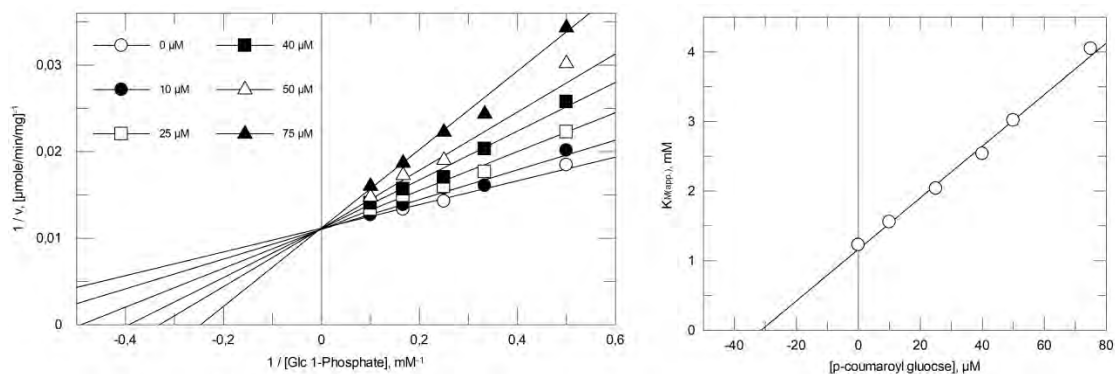 0 µM 40 µM
10 µM 50 µM
25 µM 75 µM
0,03
0,02
0,01
0
1 / v, [µmole/min/mg]⁻¹
-0,4 -0,2 0 0,2 0,4 0,6
1 / [Glc 1-Phosphate], mM⁻¹
4
3
2
1
0
KM(app.), mM
-40 -20 0 20 40 60 80
[p-coumaroyl gluocse], µM